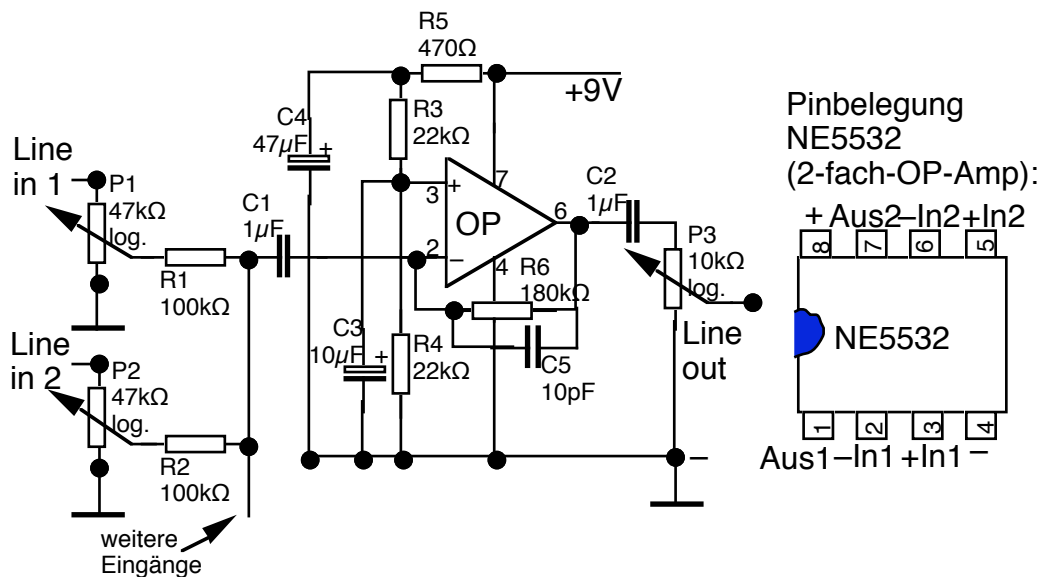 R5
470Ω
+9V
R3
22kΩ
C4
47µF
+
Line
in 1
P1
47kΩ
log.
C1
1µF
R1
100kΩ
+
3
2
–
OP
7
6
4
C2
1µF
P3
10kΩ
log.
R6
180kΩ
C5
10pF
Line
out
C3
10µF
+
R4
22kΩ
Line
in 2
P2
47kΩ
log.
R2
100kΩ
–
weitere
Eingänge
Pinbelegung
NE5532
(2-fach-OP-Amp):
+ Aus2–In2+In2
8 7 6 5
NE5532
1 2 3 4
Aus1–In1 +In1 –